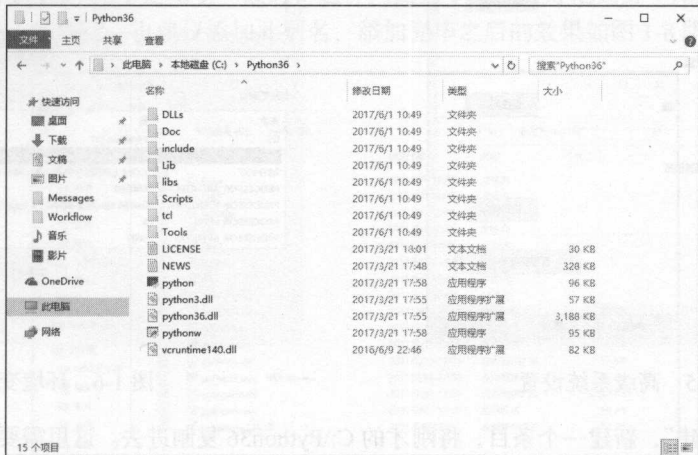 Python36
文件 主页 共享 查看
此电脑 › 本地磁盘 (C:) › Python36 ›
搜索"Python36"
名称 修改日期 类型 大小
快速访问
桌面
下载
文稿
图片
Messages
Workflow
音乐
影片
OneDrive
此电脑
网络
DLLs 2017/6/1 10:49 文件夹
Doc 2017/6/1 10:49 文件夹
include 2017/6/1 10:49 文件夹
Lib 2017/6/1 10:49 文件夹
libs 2017/6/1 10:49 文件夹
Scripts 2017/6/1 10:49 文件夹
tcl 2017/6/1 10:49 文件夹
Tools 2017/6/1 10:49 文件夹
LICENSE 2017/3/21 18:01 文本文档 30 KB
NEWS 2017/3/21 17:48 文本文档 328 KB
python 2017/3/21 17:58 应用程序 96 KB
python3.dll 2017/3/21 17:55 应用程序扩展 57 KB
python36.dll 2017/3/21 17:55 应用程序扩展 3,188 KB
pythonw 2017/3/21 17:58 应用程序 95 KB
vcruntime140.dll 2016/6/9 22:46 应用程序扩展 82 KB
15 个项目